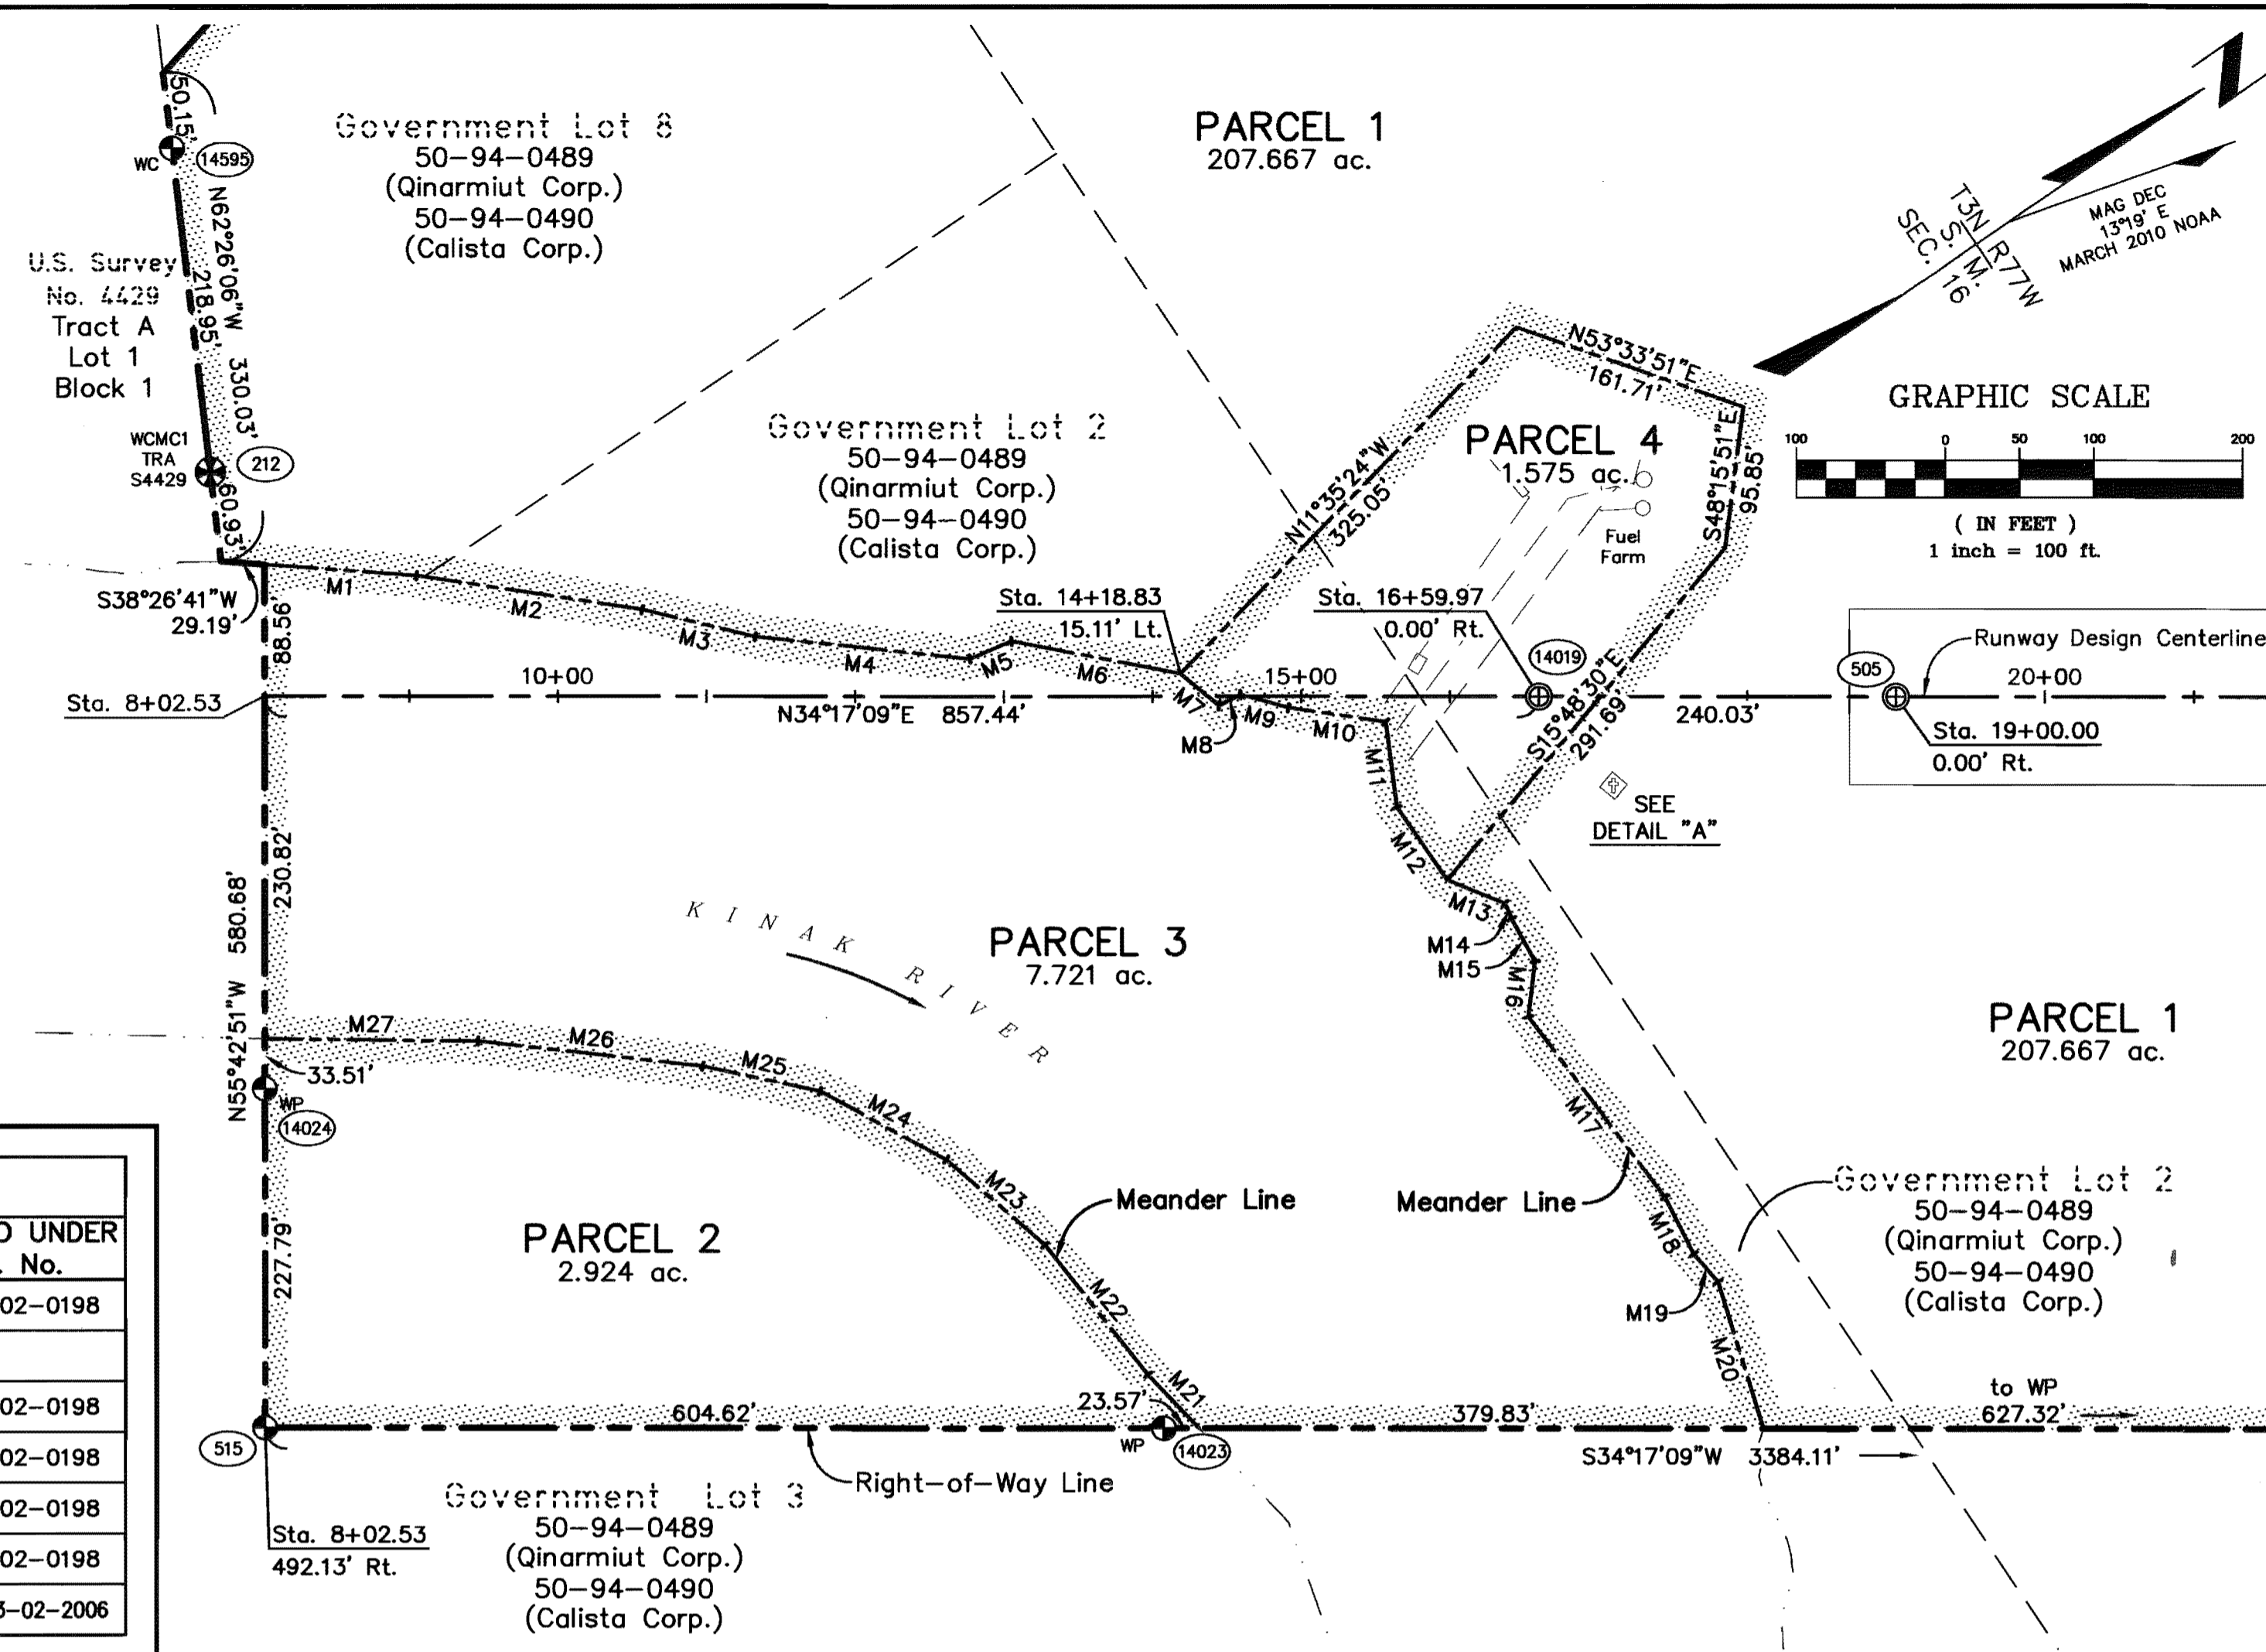 50.15'
WC
14595
N62°26'06"W 330.03'
218.95'
U.S. Survey
No. 4429
Tract A
Lot 1
Block 1
WCMC1
TRA
S4429
212
60.93'
S38°26'41"W
29.19'
Government Lot 8
50-94-0489
(Qinarmiut Corp.)
50-94-0490
(Calista Corp.)
PARCEL 1
207.667 ac.
T3N R77W
S. M.
SEC. 16
MAG DEC
13°19' E
MARCH 2010 NOAA
Government Lot 2
50-94-0489
(Qinarmiut Corp.)
50-94-0490
(Calista Corp.)
N53°33'51"E
161.71'
PARCEL 4
1.575 ac.
Fuel
Farm
N11°35'24"W
325.05'
S48°15'51"E
95.85'
S15°48'30"E
291.69'
GRAPHIC SCALE
100 0 50 100 200
( IN FEET )
1 inch = 100 ft.
M1
M2
M3
M4
M5
M6
M7
M8
M9
M10
M11
M12
M13
M14
M15
M16
M17
M18
M19
M20
Sta. 14+18.83
15.11' Lt.
Sta. 16+59.97
0.00' Rt.
14019
505
Runway Design Centerline
20+00
Sta. 19+00.00
0.00' Rt.
88.56'
Sta. 8+02.53
10+00
15+00
N34°17'09"E 857.44'
240.03'
SEE
DETAIL "A"
230.82'
N55°42'51"W 580.68'
KINAK RIVER
PARCEL 3
7.721 ac.
PARCEL 1
207.667 ac.
M27
M26
M25
M24
M23
M22
M21
33.51'
WP
14024
227.79'
PARCEL 2
2.924 ac.
Meander Line
Meander Line
Government Lot 2
50-94-0489
(Qinarmiut Corp.)
50-94-0490
(Calista Corp.)
604.62'
23.57'
WP
14023
379.83'
to WP
627.32'
S34°17'09"W 3384.11'
515
Right-of-Way Line
Sta. 8+02.53
492.13' Rt.
Government Lot 3
50-94-0489
(Qinarmiut Corp.)
50-94-0490
(Calista Corp.)
UNDER
No.
02-0198
02-0198
02-0198
02-0198
02-0198
3-02-2006